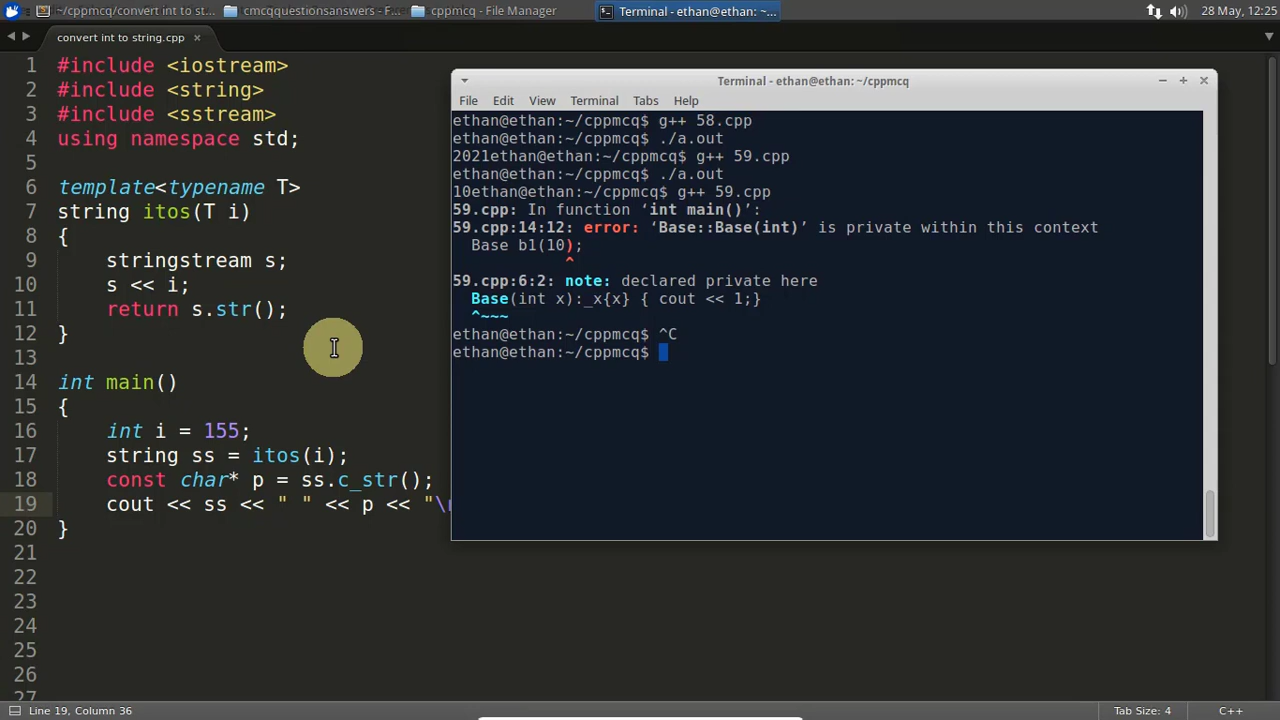 ~/cppmcq/convert int to st... cmcqquestionsanswers - F... cppmcq - File Manager Terminal - ethan@ethan: ~... 28 May, 12:25
convert int to string.cpp ×
1 #include <iostream>
2 #include <string>
3 #include <sstream>
4 using namespace std;
5
6 template<typename T>
7 string itos(T i)
8 {
9 stringstream s;
10 s << i;
11 return s.str();
12 }
13
14 int main()
15 {
16 int i = 155;
17 string ss = itos(i);
18 const char* p = ss.c_str();
19 cout << ss << " " << p << "\
20 }
21
22
23
24
25
26
27
Terminal - ethan@ethan: ~/cppmcq
File Edit View Terminal Tabs Help
ethan@ethan:~/cppmcq$ g++ 58.cpp
ethan@ethan:~/cppmcq$ ./a.out
2021ethan@ethan:~/cppmcq$ g++ 59.cpp
ethan@ethan:~/cppmcq$ ./a.out
10ethan@ethan:~/cppmcq$ g++ 59.cpp
59.cpp: In function ‘int main()’:
59.cpp:14:12: error: ‘Base::Base(int)’ is private within this context
Base b1(10);
^
59.cpp:6:2: note: declared private here
Base(int x):_x{x} { cout << 1;}
^~~~
ethan@ethan:~/cppmcq$ ^C
ethan@ethan:~/cppmcq$
Line 19, Column 36 Tab Size: 4 C++